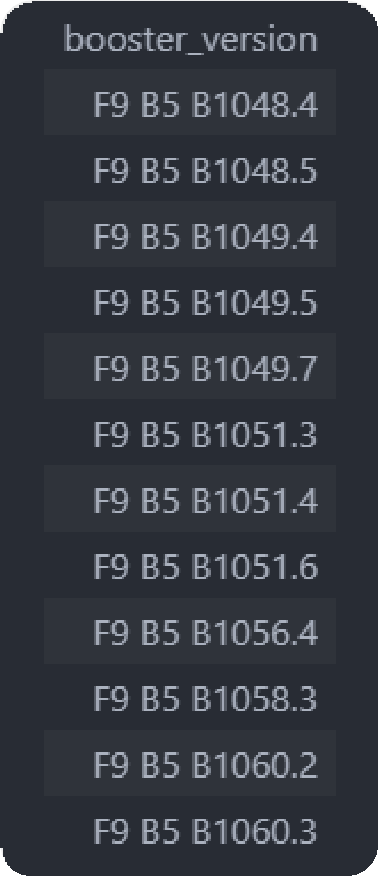 booster_version
F9 B5 B1048.4
F9 B5 B1048.5
F9 B5 B1049.4
F9 B5 B1049.5
F9 B5 B1049.7
F9 B5 B1051.3
F9 B5 B1051.4
F9 B5 B1051.6
F9 B5 B1056.4
F9 B5 B1058.3
F9 B5 B1060.2
F9 B5 B1060.3